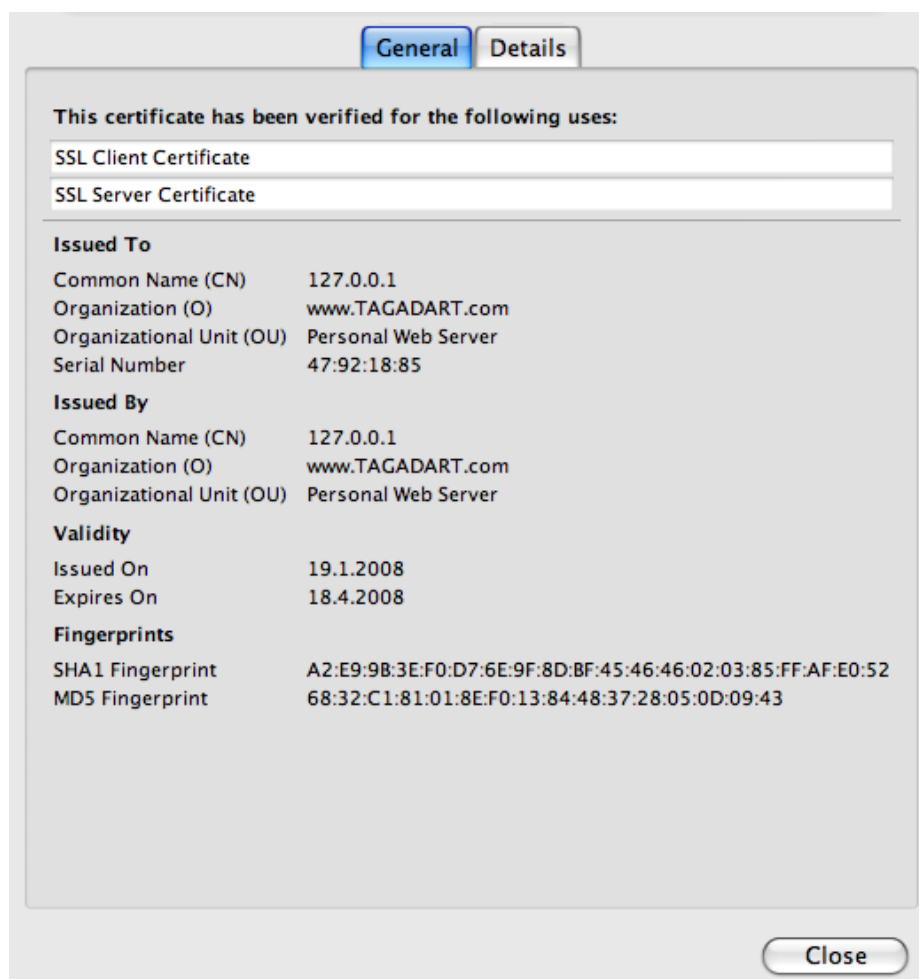 General Details
This certificate has been verified for the following uses:
SSL Client Certificate
SSL Server Certificate
Issued To
Common Name (CN) 127.0.0.1
Organization (O) www.TAGADART.com
Organizational Unit (OU) Personal Web Server
Serial Number 47:92:18:85
Issued By
Common Name (CN) 127.0.0.1
Organization (O) www.TAGADART.com
Organizational Unit (OU) Personal Web Server
Validity
Issued On 19.1.2008
Expires On 18.4.2008
Fingerprints
SHA1 Fingerprint A2:E9:9B:3E:F0:D7:6E:9F:8D:BF:45:46:46:02:03:85:FF:AF:E0:52
MD5 Fingerprint 68:32:C1:81:01:8E:F0:13:84:48:37:28:05:0D:09:43
Close